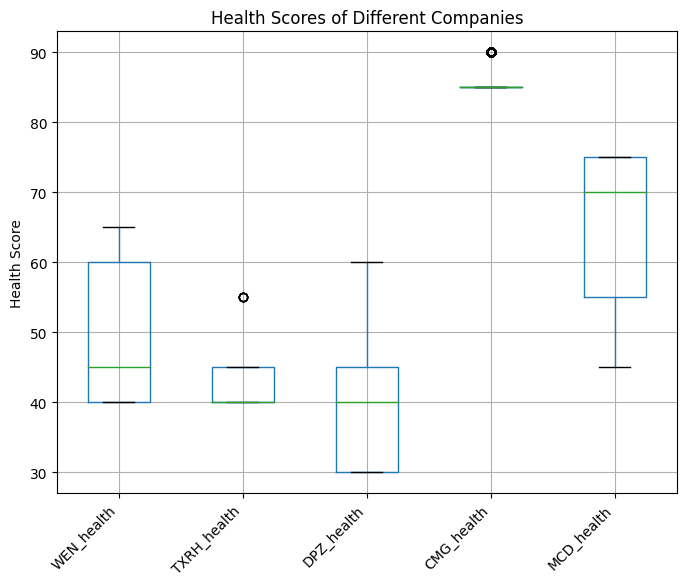 Health Scores of Different Companies
90
80
70
60
50
40
30
Health Score
WEN_health
TXRH_health
DPZ_health
CMG_health
MCD_health